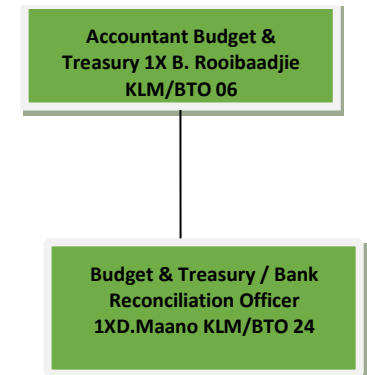 Accountant Budget &
Treasury 1X B. Rooibaadjie
KLM/BTO 06
Budget & Treasury / Bank
Reconciliation Officer
1XD.Maano KLM/BTO 24